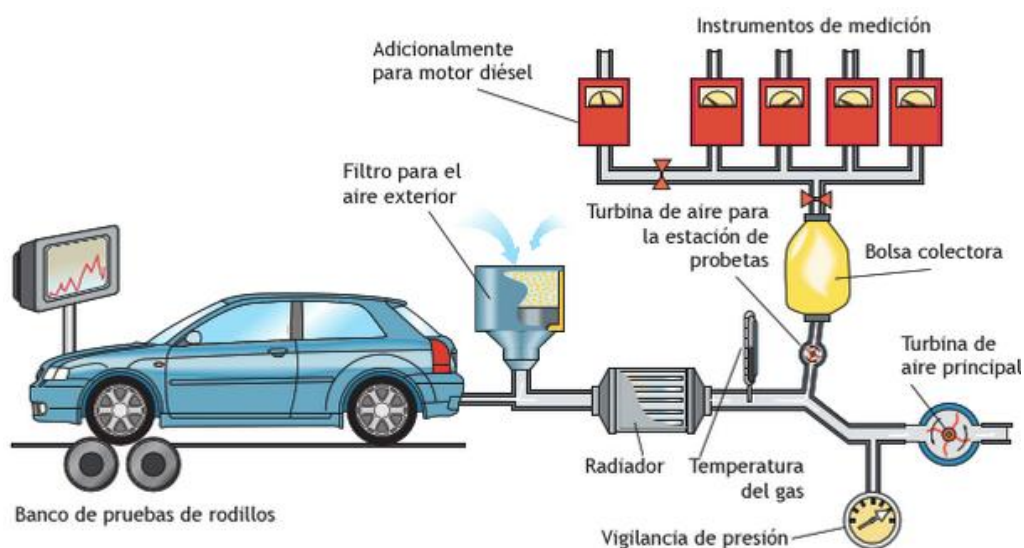 Instrumentos de medición
Adicionalmente
para motor diésel
Filtro para el
aire exterior
Turbina de aire para
la estación de
probetas
Bolsa colectora
Turbina de
aire principal
Radiador
Temperatura
del gas
Banco de pruebas de rodillos
Vigilancia de presión